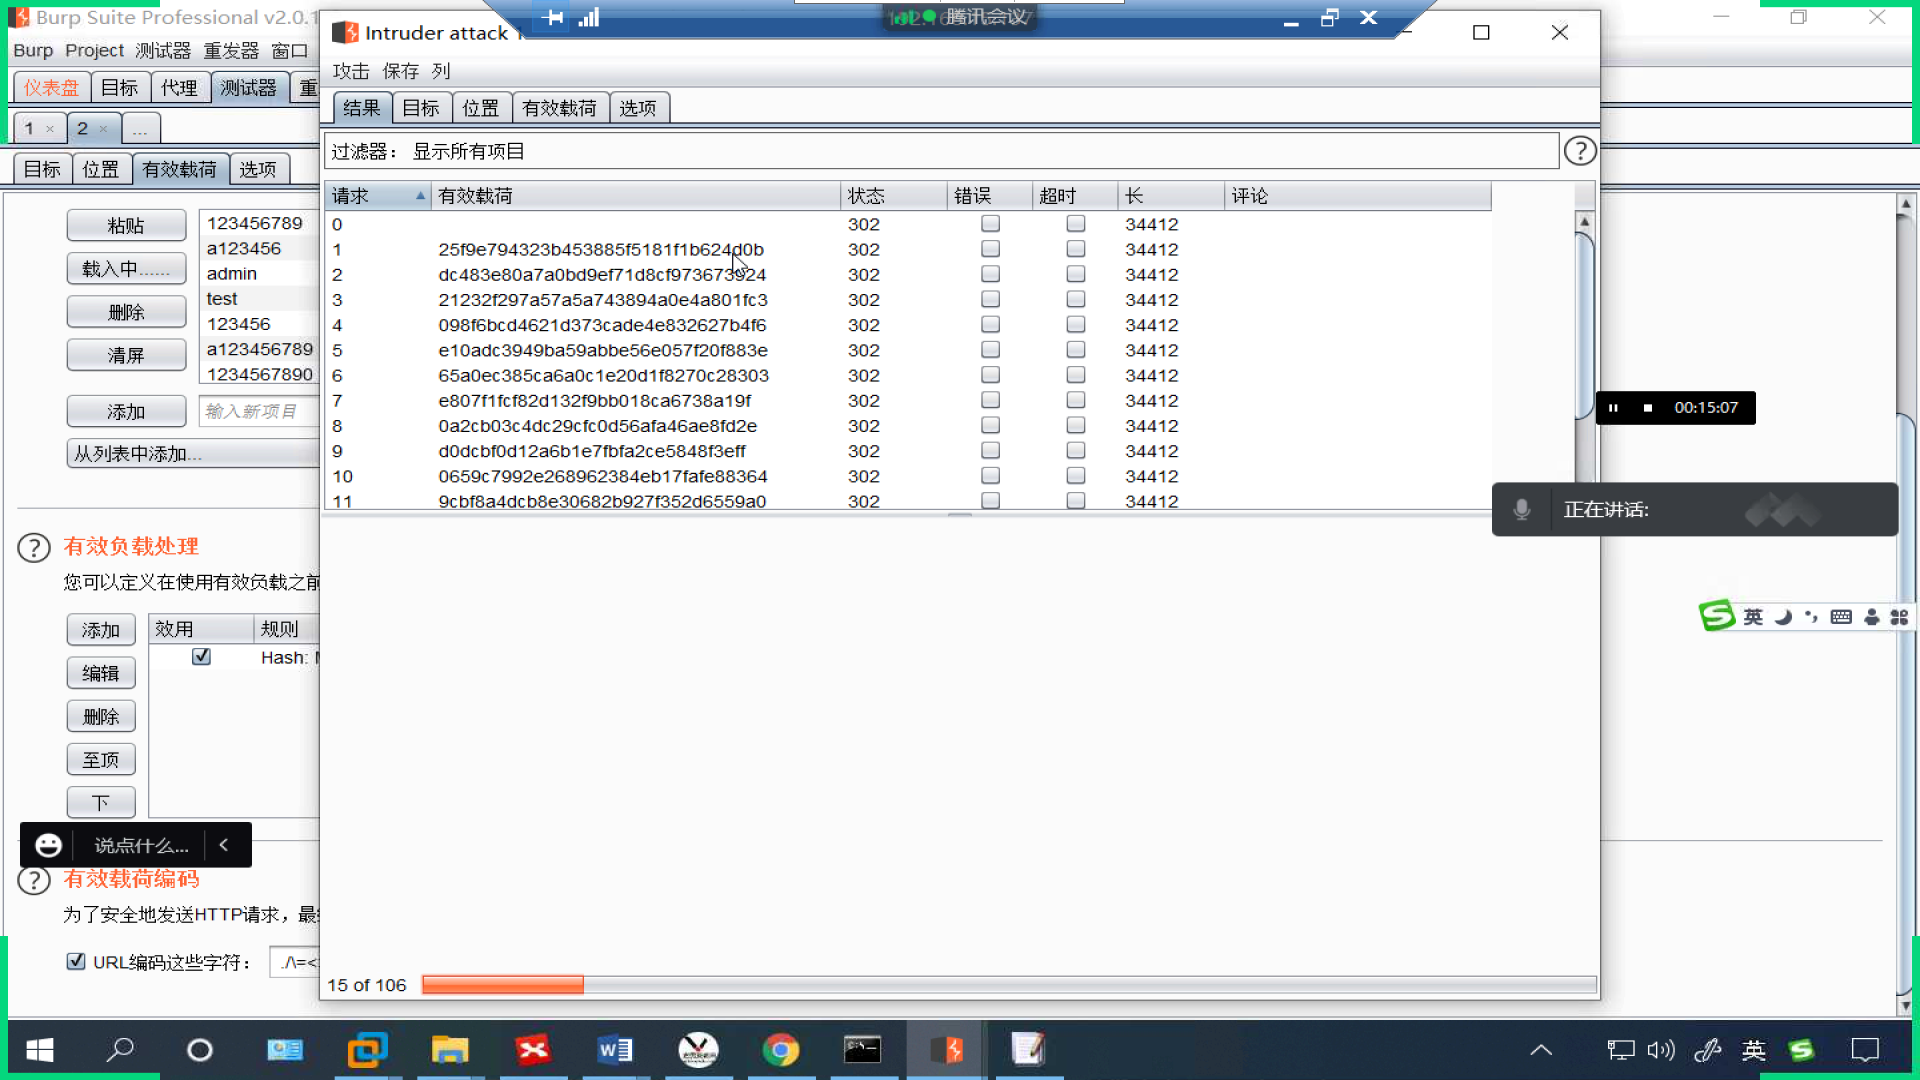 Burp Suite Professional v2.0.1
Burp Project 测试器 重发器 窗口
仪表盘 目标 代理 测试器 重
1 × 2 × ...
目标 位置 有效载荷 选项
粘贴
载入中......
删除
清屏
添加
123456789
a123456
admin
test
123456
a123456789
1234567890
输入新项目
从列表中添加...
有效负载处理
您可以定义在使用有效负载之前
添加
编辑
删除
至顶
下
效用 规则
Hash:
说点什么...
有效载荷编码
为了安全地发送HTTP请求，最
URL编码这些字符：
./\=<
Intruder attack
腾讯会议
攻击 保存 列
结果 目标 位置 有效载荷 选项
过滤器： 显示所有项目
请求 有效载荷 状态 错误 超时 长 评论
0 302 34412
1 25f9e794323b453885f5181f1b624d0b 302 34412
2 dc483e80a7a0bd9ef71d8cf973673924 302 34412
3 21232f297a57a5a743894a0e4a801fc3 302 34412
4 098f6bcd4621d373cade4e832627b4f6 302 34412
5 e10adc3949ba59abbe56e057f20f883e 302 34412
6 65a0ec385ca6a0c1e20d1f8270c28303 302 34412
7 e807f1fcf82d132f9bb018ca6738a19f 302 34412
8 0a2cb03c4dc29cfc0d56afa46ae8fd2e 302 34412
9 d0dcbf0d12a6b1e7fbfa2ce5848f3eff 302 34412
10 0659c7992e268962384eb17fafe88364 302 34412
11 9cbf8a4dcb8e30682b927f352d6559a0 302 34412
15 of 106
00:15:07
正在讲话:
英
英